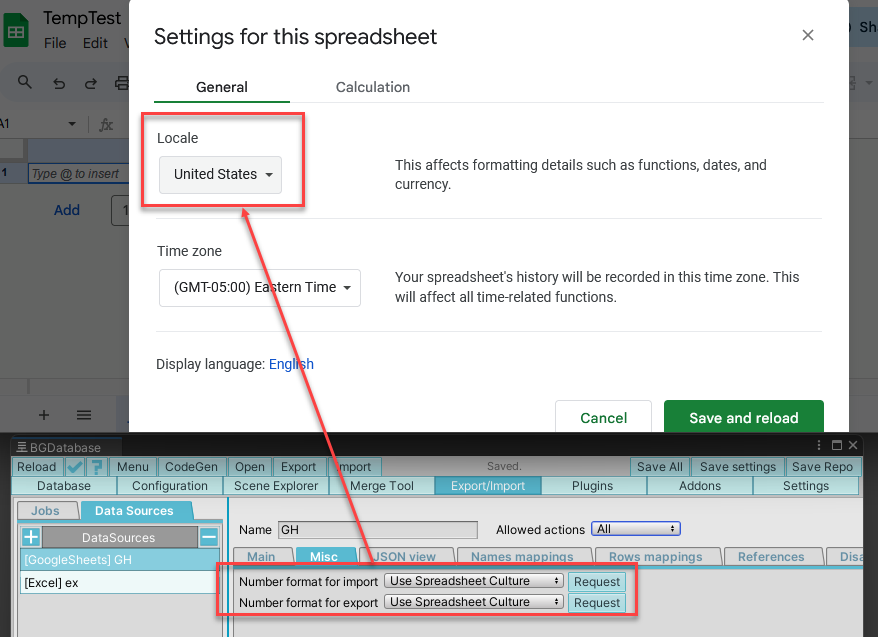 TempTest
File Edit
Settings for this spreadsheet
General Calculation
A1
fx
Locale
United States
This affects formatting details such as functions, dates, and
currency.
1 Type @ to insert
Add
Time zone
(GMT-05:00) Eastern Time
Your spreadsheet's history will be recorded in this time zone. This
will affect all time-related functions.
Display language: English
Cancel Save and reload
BGDatabase
Reload ? Menu CodeGen Open Export Import Saved. Save All Save settings Save Repo
Database Configuration Scene Explorer Merge Tool Export/Import Plugins Addons Settings
Jobs Data Sources
DataSources
[GoogleSheets] GH
[Excel] ex
Name GH Allowed actions All
Main Misc JSON view Names mappings Rows mappings References Disa
Number format for import Use Spreadsheet Culture Request
Number format for export Use Spreadsheet Culture Request